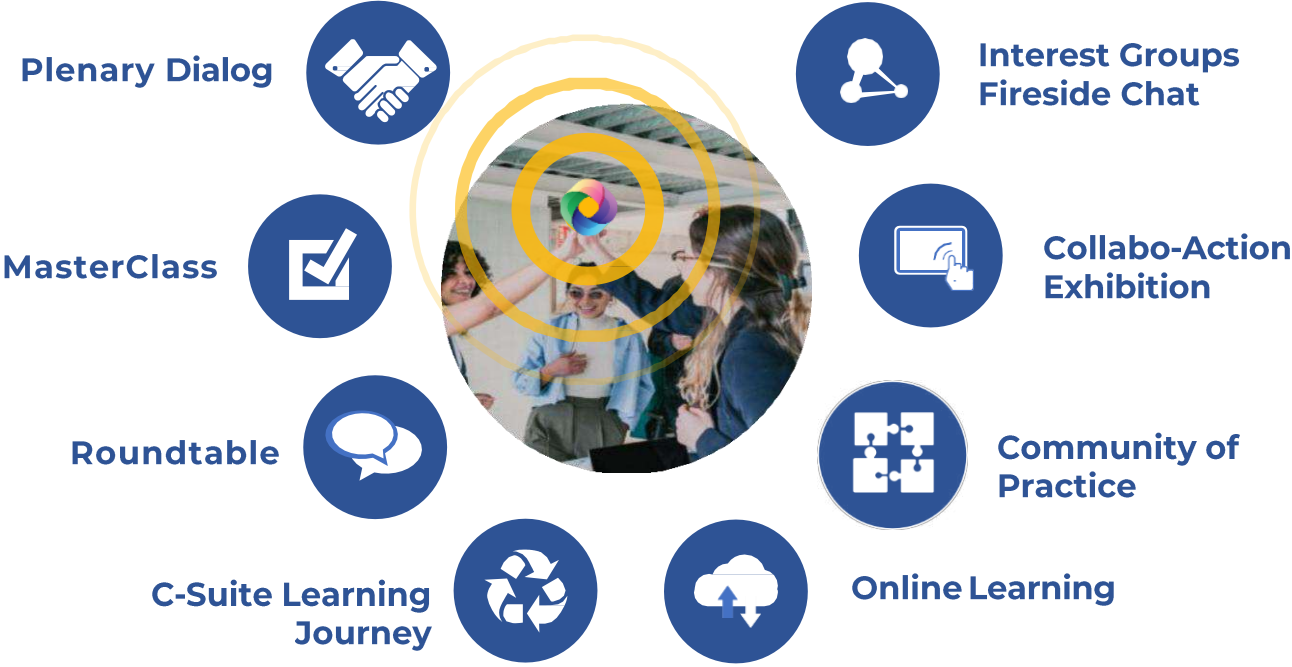 Plenary Dialog
Interest Groups
Fireside Chat
MasterClass
Collabo-Action
Exhibition
Roundtable
Community of
Practice
C-Suite Learning
Journey
Online Learning